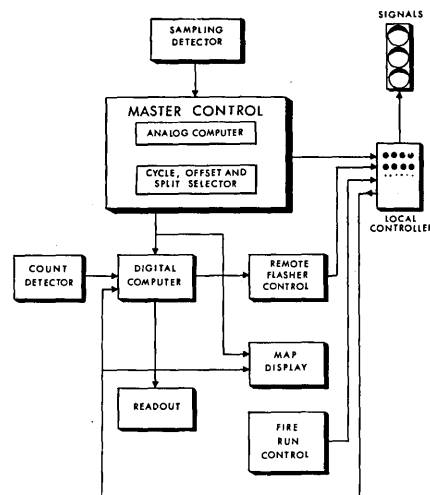 SIGNALS
SAMPLING
DETECTOR
MASTER CONTROL
ANALOG COMPUTER
CYCLE, OFFSET AND
SPLIT SELECTOR
LOCAL
CONTROLLER
COUNT
DETECTOR
DIGITAL
COMPUTER
REMOTE
FLASHER
CONTROL
MAP
DISPLAY
READOUT
FIRE
RUN
CONTROL